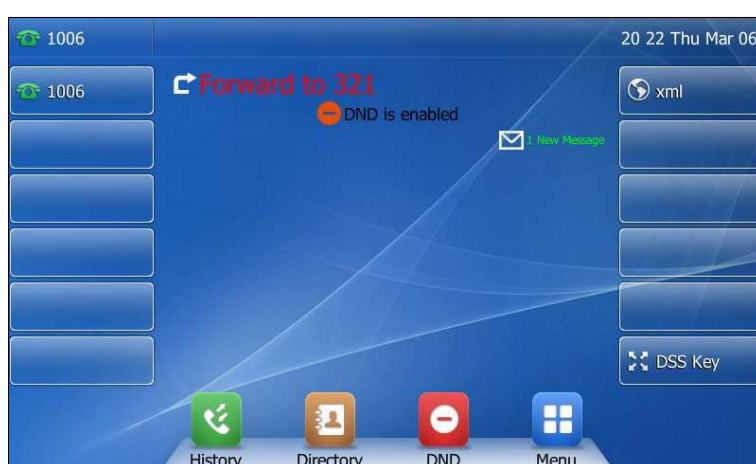 1006
20 22 Thu Mar 06
1006
Forward to 321
xml
DND is enabled
1 New Message
DSS Key
History
Directory
DND
Menu